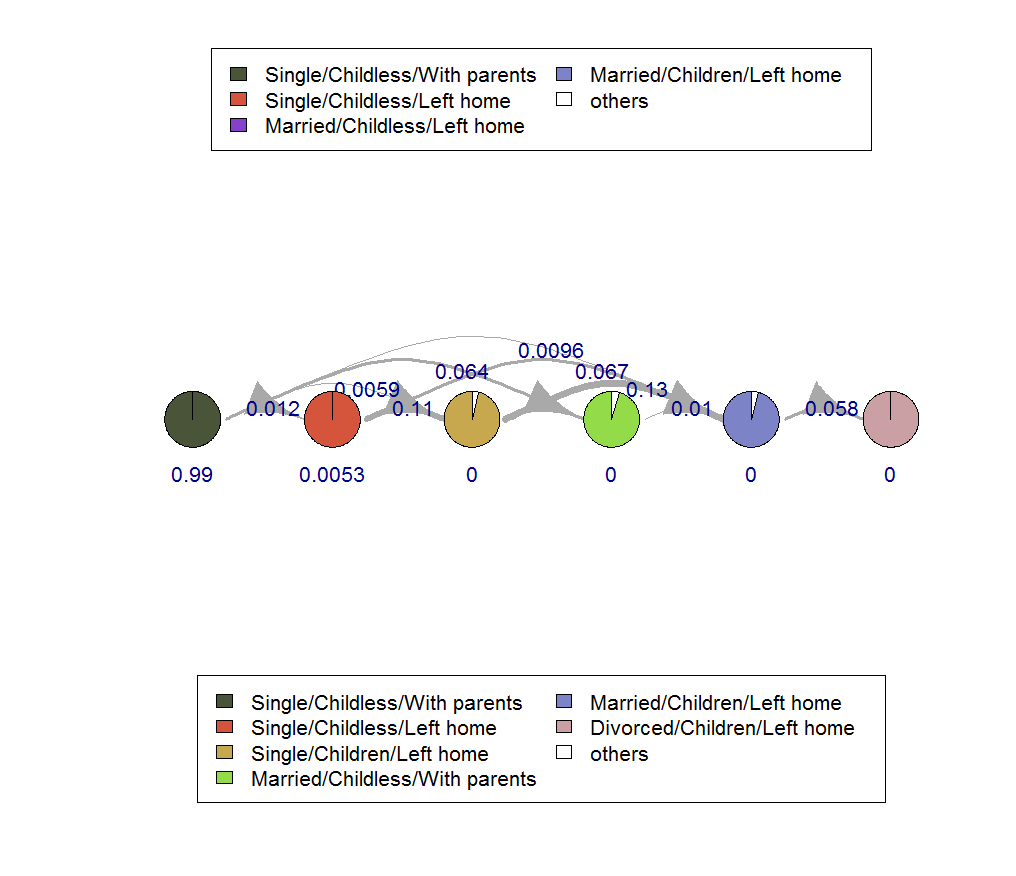 Single/Childless/With parents Married/Children/Left home
Single/Childless/Left home others
Married/Childless/Left home
0.0096
0.064 0.067
0.0059 0.13
0.012 0.11 0.01 0.058
0.99 0.0053 0 0 0 0
Single/Childless/With parents Married/Children/Left home
Single/Childless/Left home Divorced/Children/Left home
Single/Children/Left home others
Married/Childless/With parents